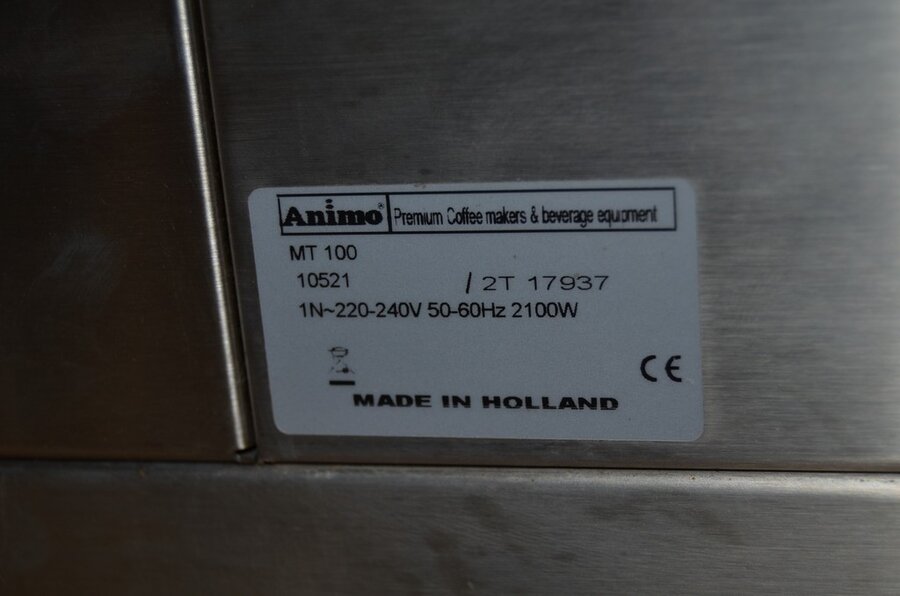 Animo® Premium Coffee makers & beverage equipment
MT 100
10521 / 2T 17937
1N~220-240V 50-60Hz 2100W
CE
MADE IN HOLLAND